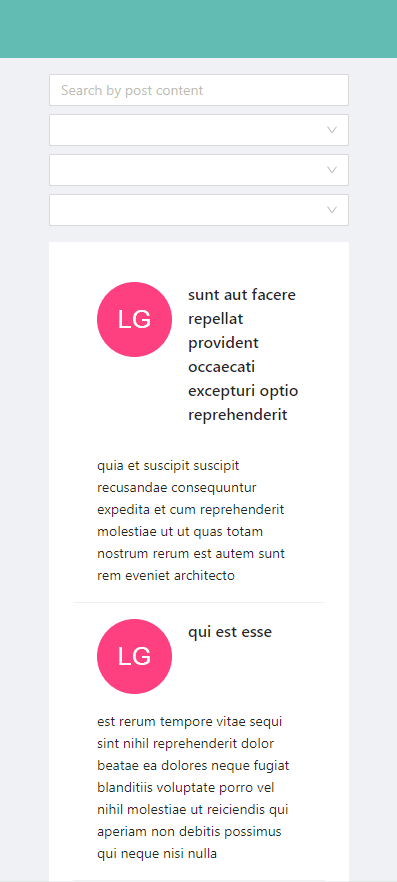 Search by post content
LG
sunt aut facere
repellat
provident
occaecati
excepturi optio
reprehenderit
quia et suscipit suscipit
recusandae consequuntur
expedita et cum reprehenderit
molestiae ut ut quas totam
nostrum rerum est autem sunt
rem eveniet architecto
LG
qui est esse
est rerum tempore vitae sequi
sint nihil reprehenderit dolor
beatae ea dolores neque fugiat
blanditiis voluptate porro vel
nihil molestiae ut reiciendis qui
aperiam non debitis possimus
qui neque nisi nulla